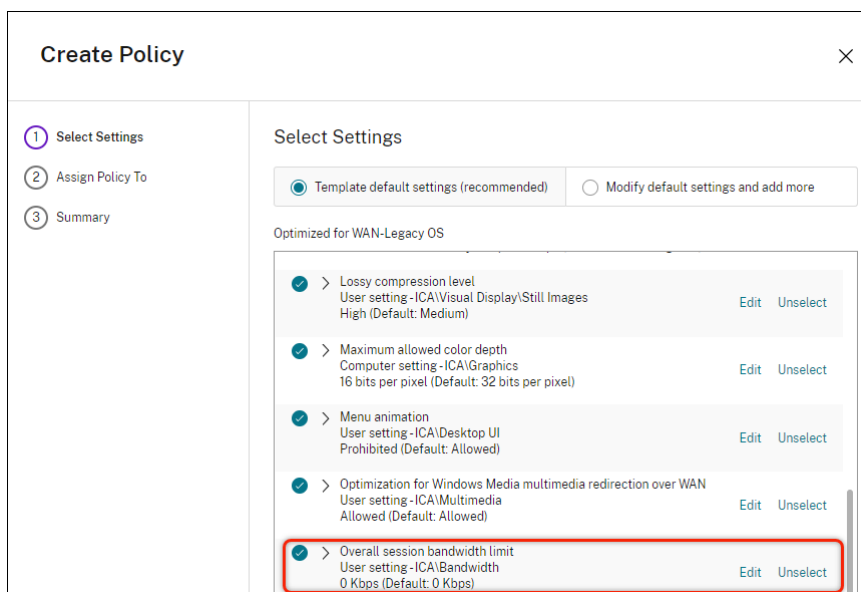 Create Policy
1 Select Settings
2 Assign Policy To
3 Summary
Select Settings
Template default settings (recommended) Modify default settings and add more
Optimized for WAN-Legacy OS
Lossy compression level
User setting - ICA\Visual Display\Still Images
High (Default: Medium)
Edit Unselect
Maximum allowed color depth
Computer setting - ICA\Graphics
16 bits per pixel (Default: 32 bits per pixel)
Edit Unselect
Menu animation
User setting - ICA\Desktop UI
Prohibited (Default: Allowed)
Edit Unselect
Optimization for Windows Media multimedia redirection over WAN
User setting - ICA\Multimedia
Allowed (Default: Allowed)
Edit Unselect
Overall session bandwidth limit
User setting - ICA\Bandwidth
0 Kbps (Default: 0 Kbps)
Edit Unselect